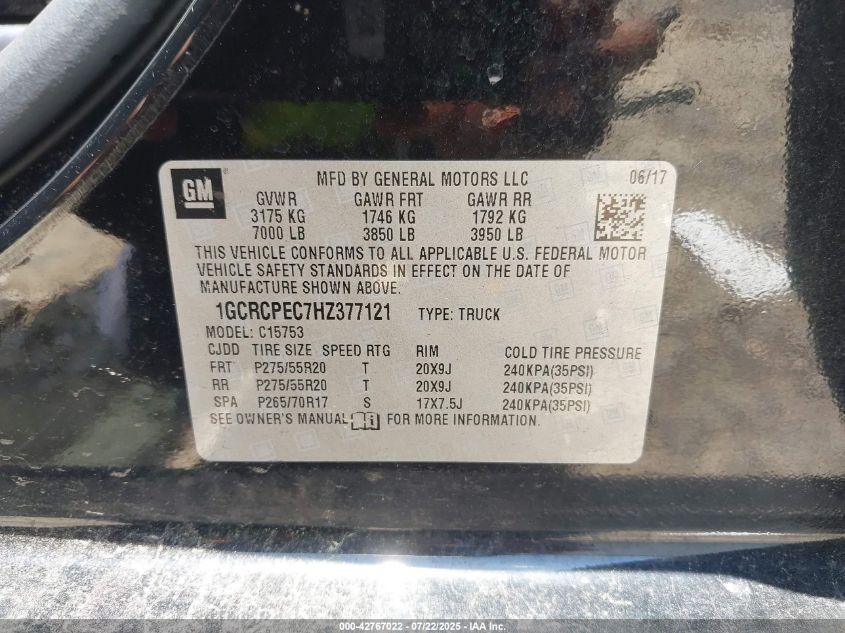 GM
MFD BY GENERAL MOTORS LLC 06/17
GVWR GAWR FRT GAWR RR
3175 KG 1746 KG 1792 KG
7000 LB 3850 LB 3950 LB
THIS VEHICLE CONFORMS TO ALL APPLICABLE U.S. FEDERAL MOTOR
VEHICLE SAFETY STANDARDS IN EFFECT ON THE DATE OF
MANUFACTURE SHOWN ABOVE.
1GCRCPEC7HZ377121 TYPE: TRUCK
MODEL: C15753
CJDD TIRE SIZE SPEED RTG RIM COLD TIRE PRESSURE
FRT P275/55R20 T 20X9J 240KPA(35PSI)
RR P275/55R20 T 20X9J 240KPA(35PSI)
SPA P265/70R17 S 17X7.5J 240KPA(35PSI)
SEE OWNER'S MANUAL FOR MORE INFORMATION.
000-42767022 - 07/22/2025 - IAA Inc.